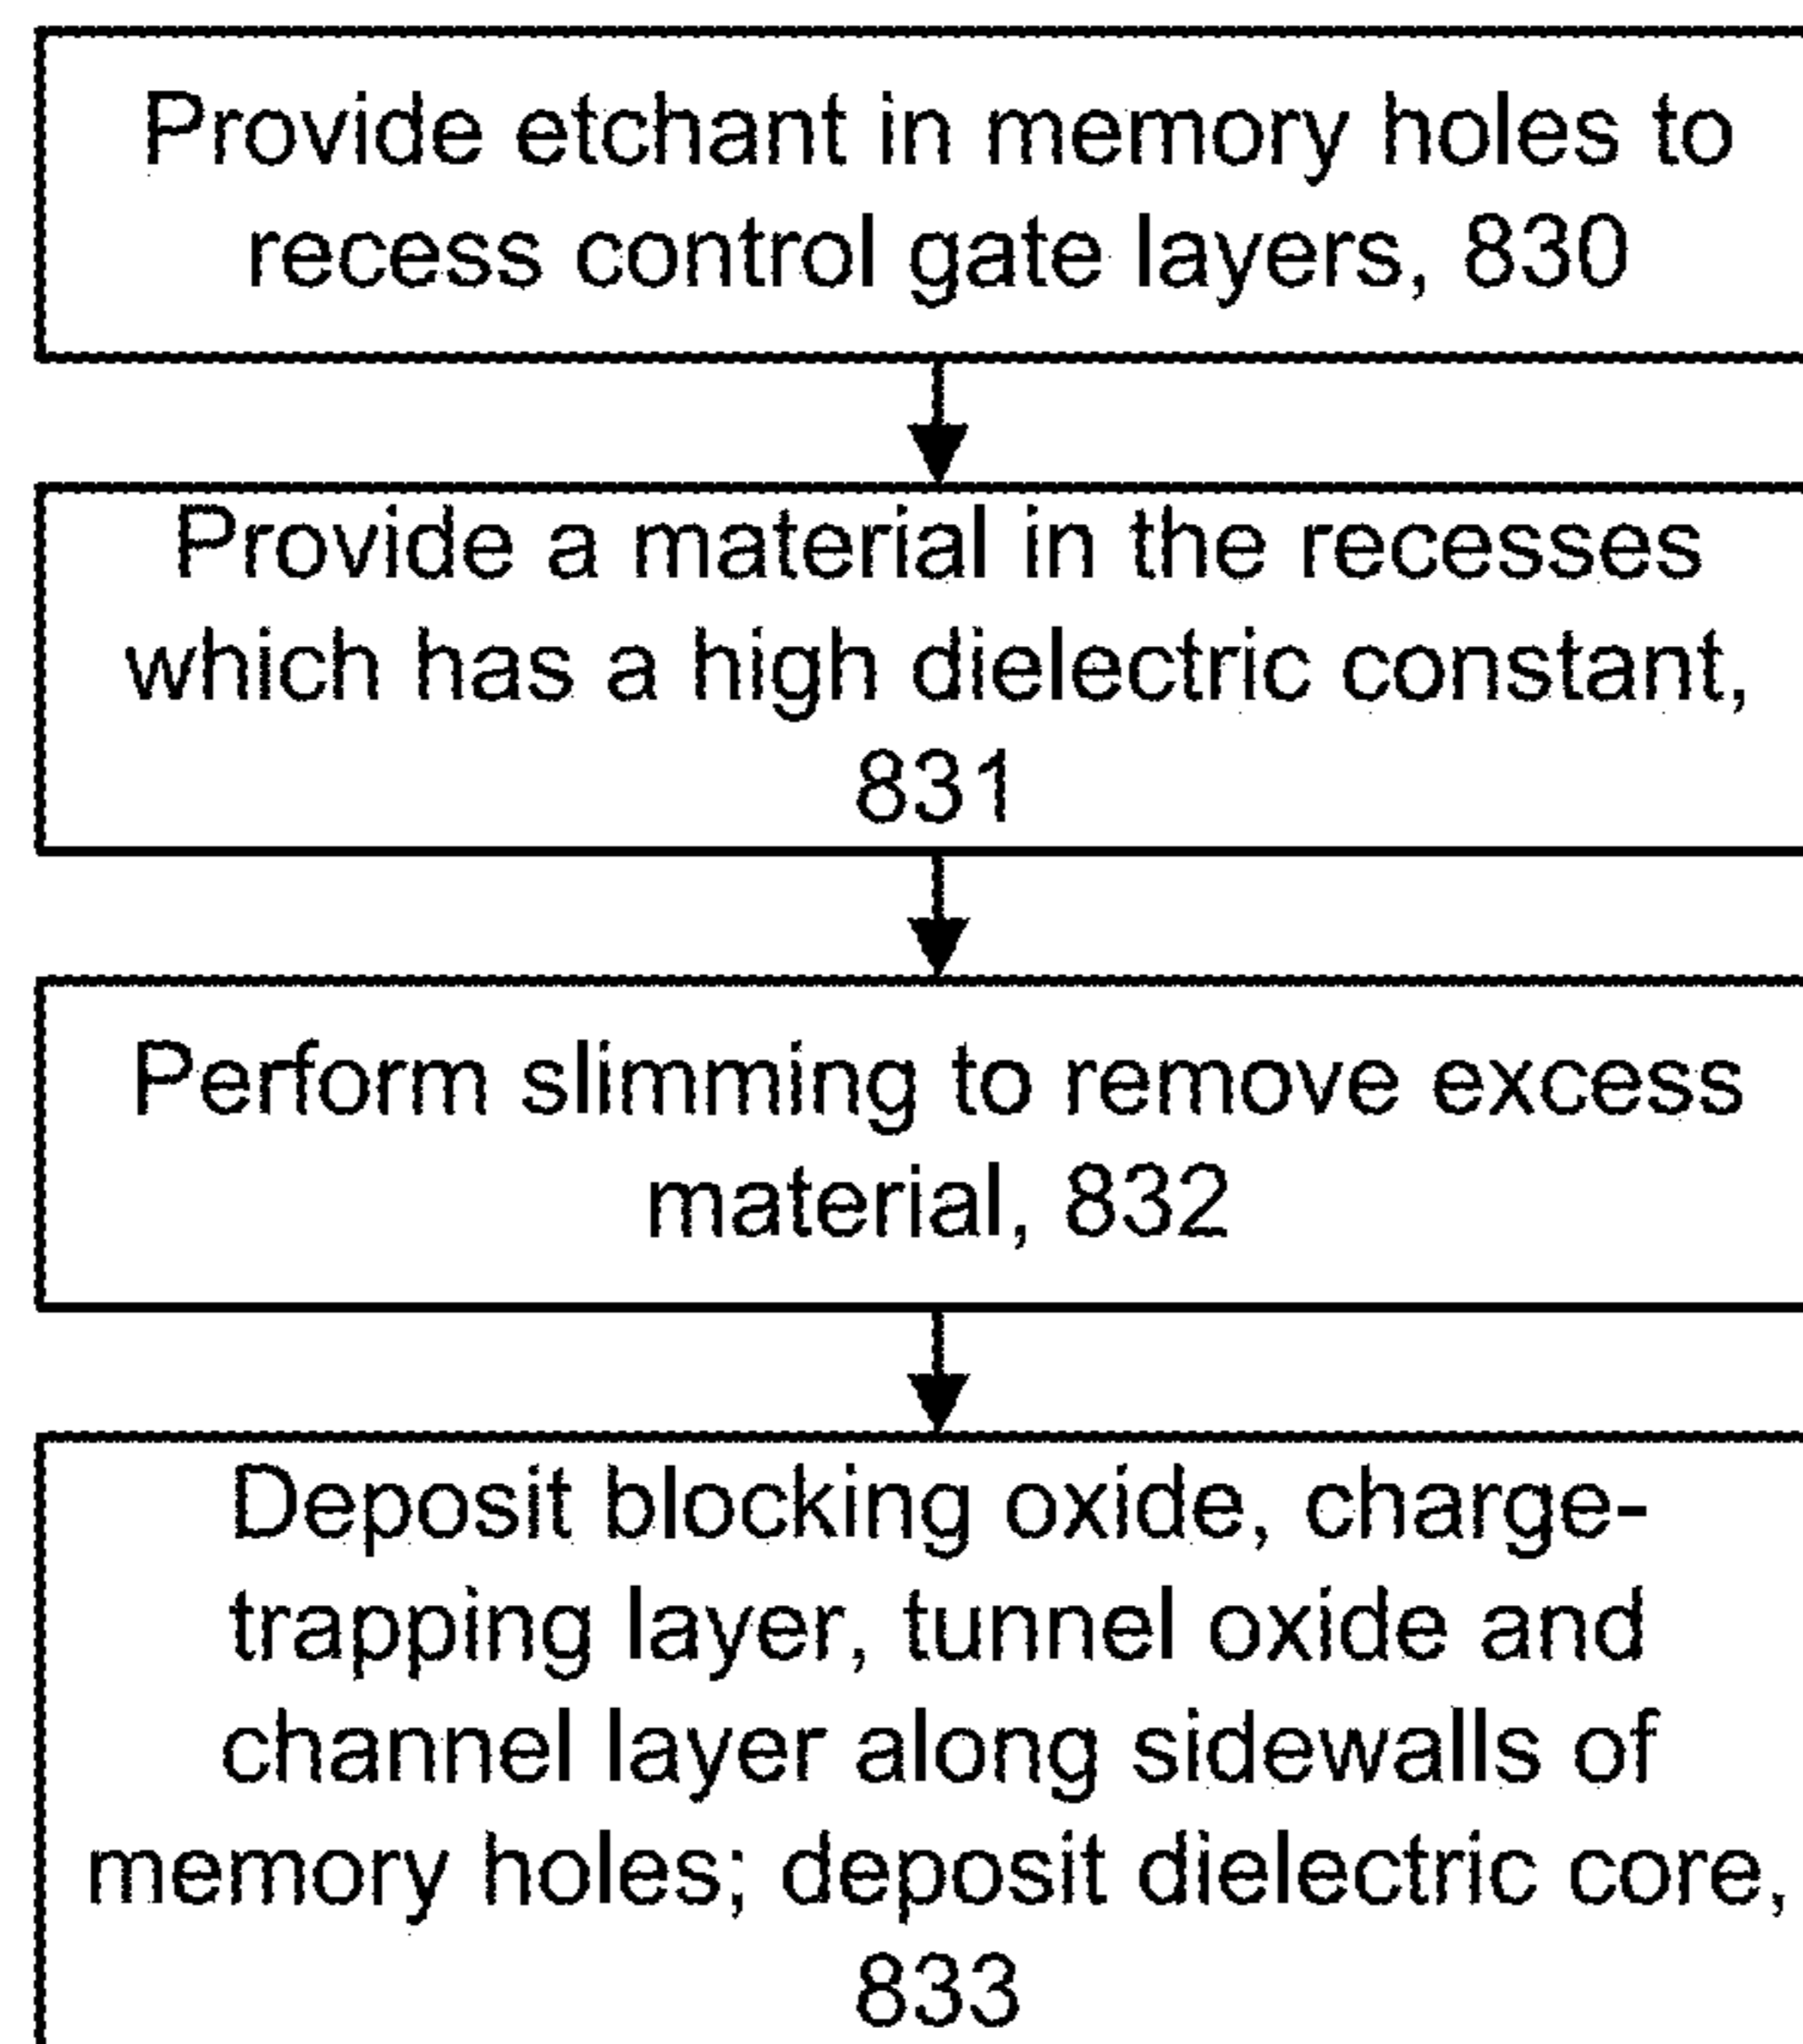 Provide etchant in memory holes to
recess control gate layers, 830
Provide a material in the recesses
which has a high dielectric constant,
831
Perform slimming to remove excess
material, 832
Deposit blocking oxide, charge-
trapping layer, tunnel oxide and
channel layer along sidewalls of
memory holes; deposit dielectric core,
833